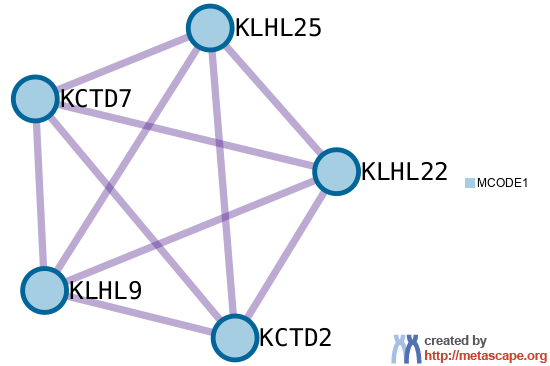 KLHL25
KCTD7
KLHL22
MCODE1
KLHL9
KCTD2
created by
http://metascape.org